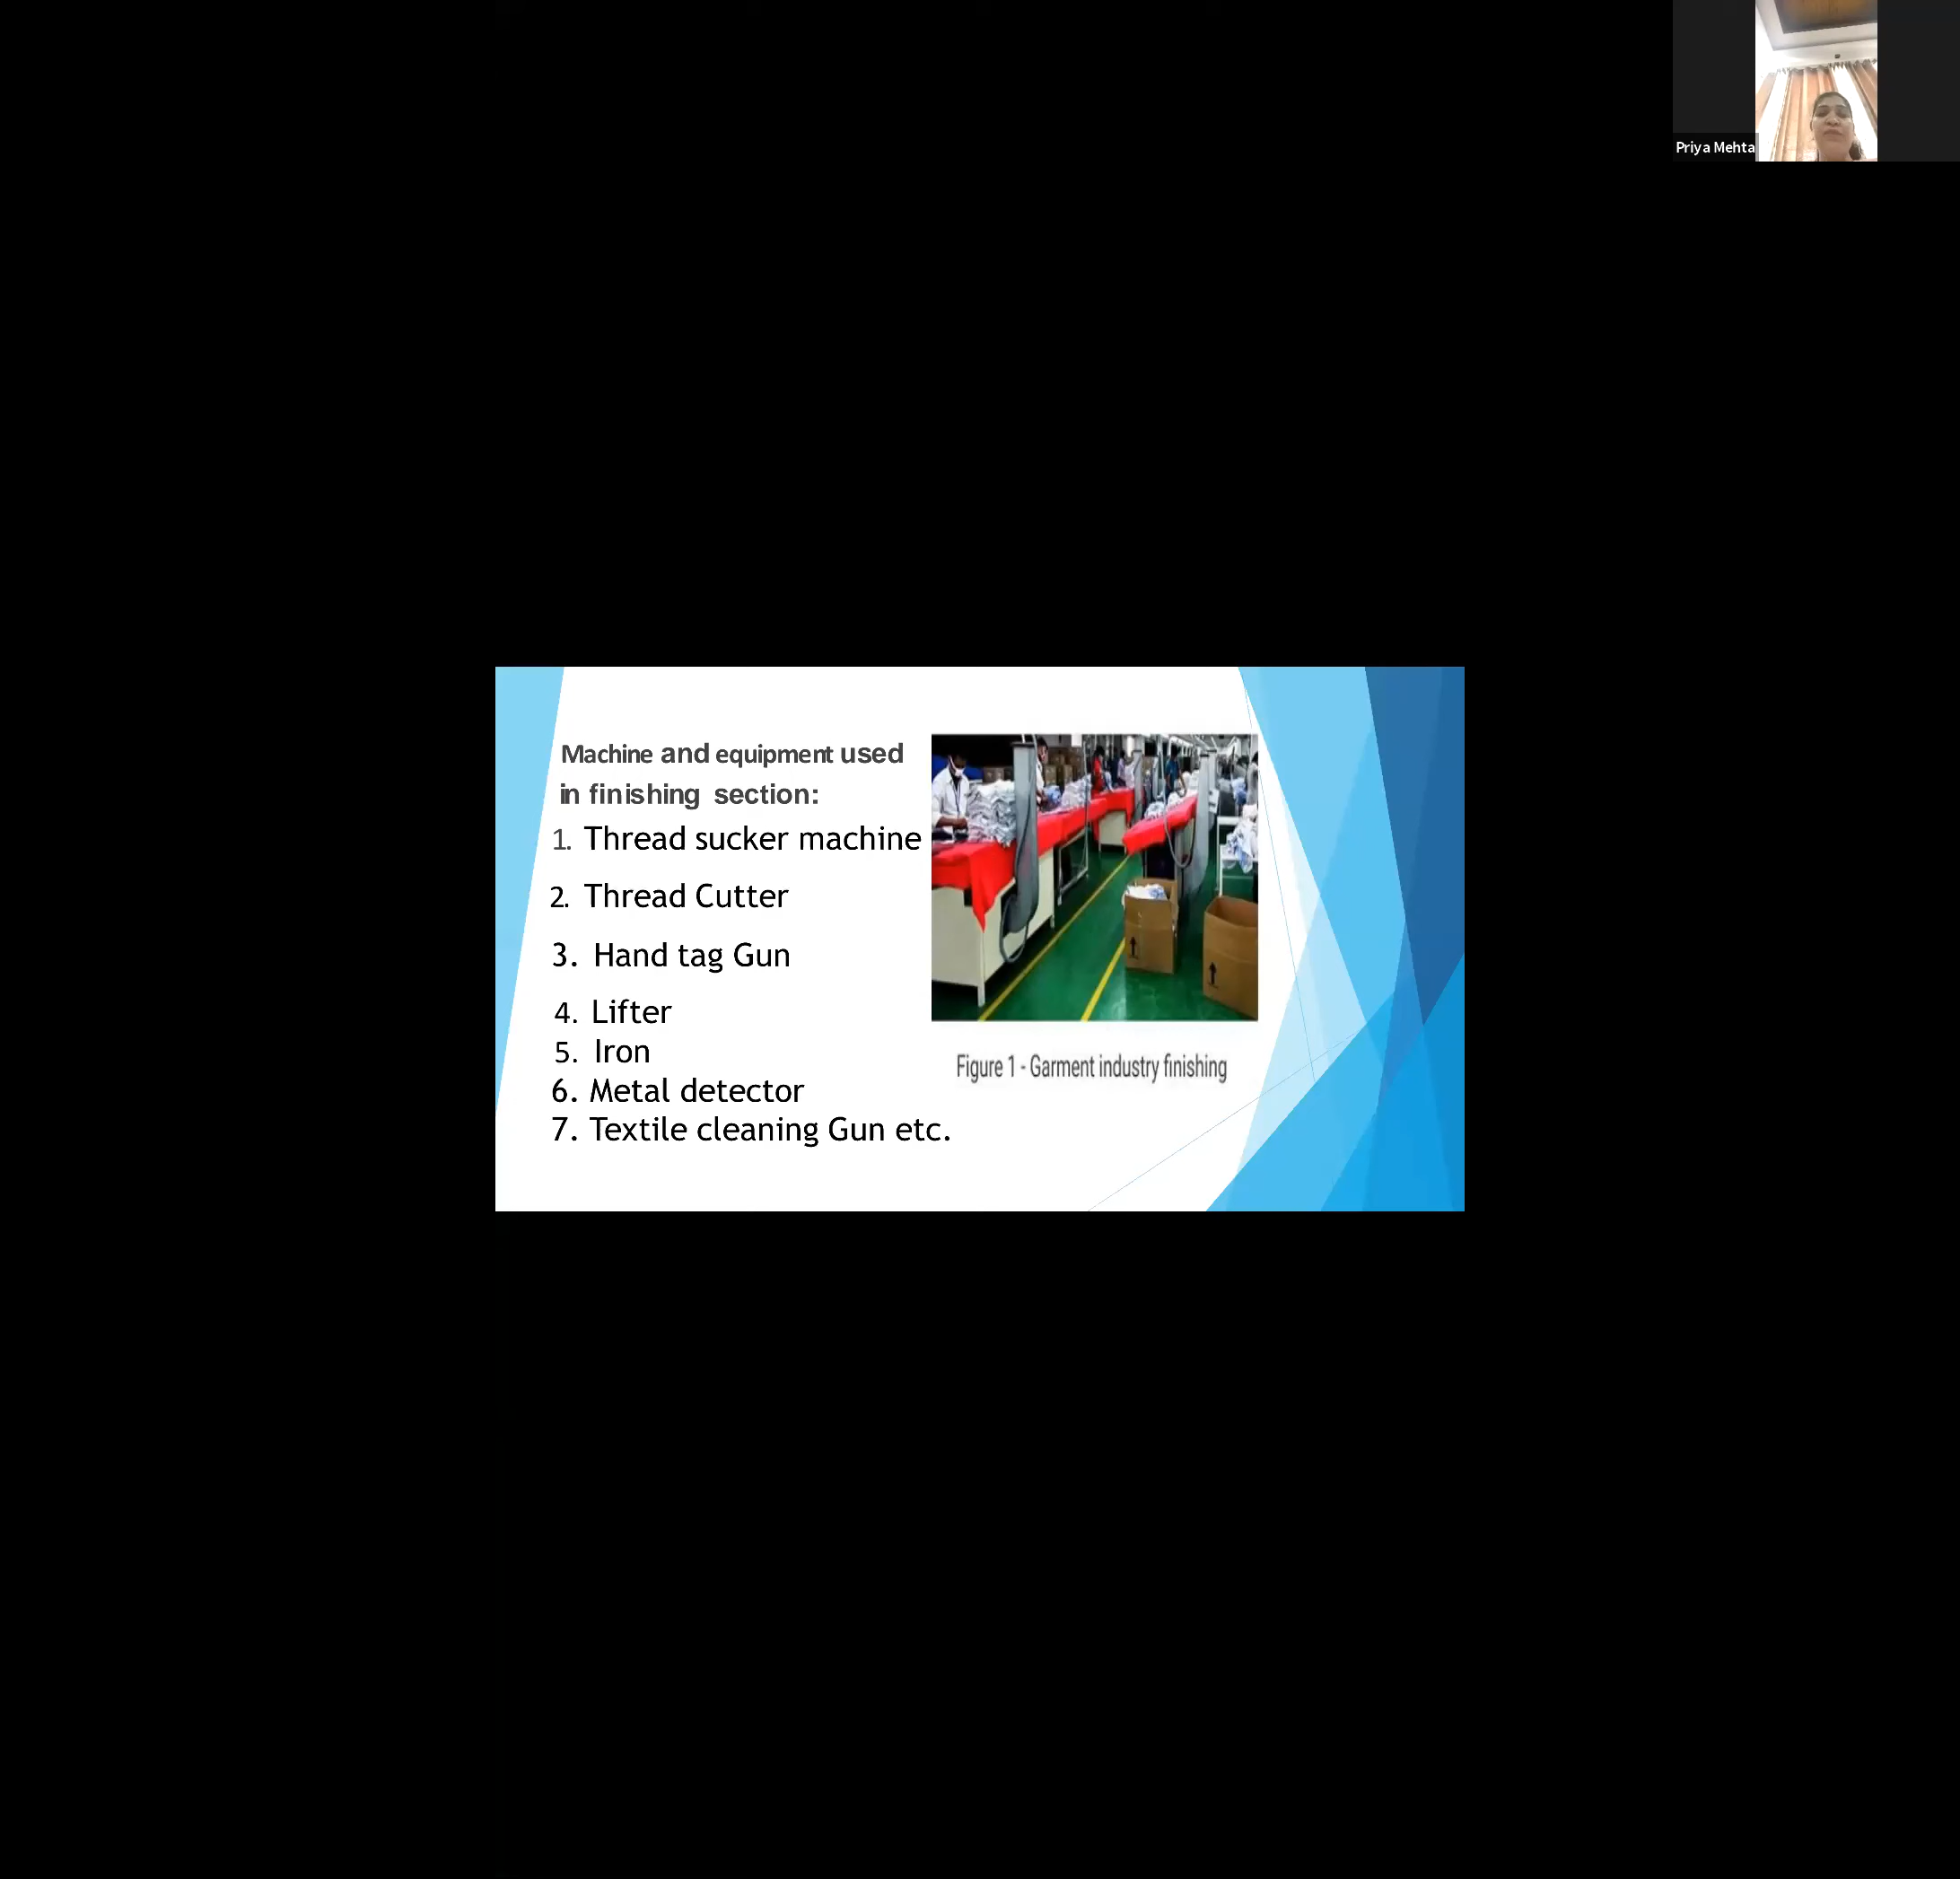 Priya Mehta
Machine and equipment used
in finishing section:
1. Thread sucker machine
2. Thread Cutter
3. Hand tag Gun
4. Lifter
5. Iron
6. Metal detector
7. Textile cleaning Gun etc.
Figure 1 - Garment industry finishing